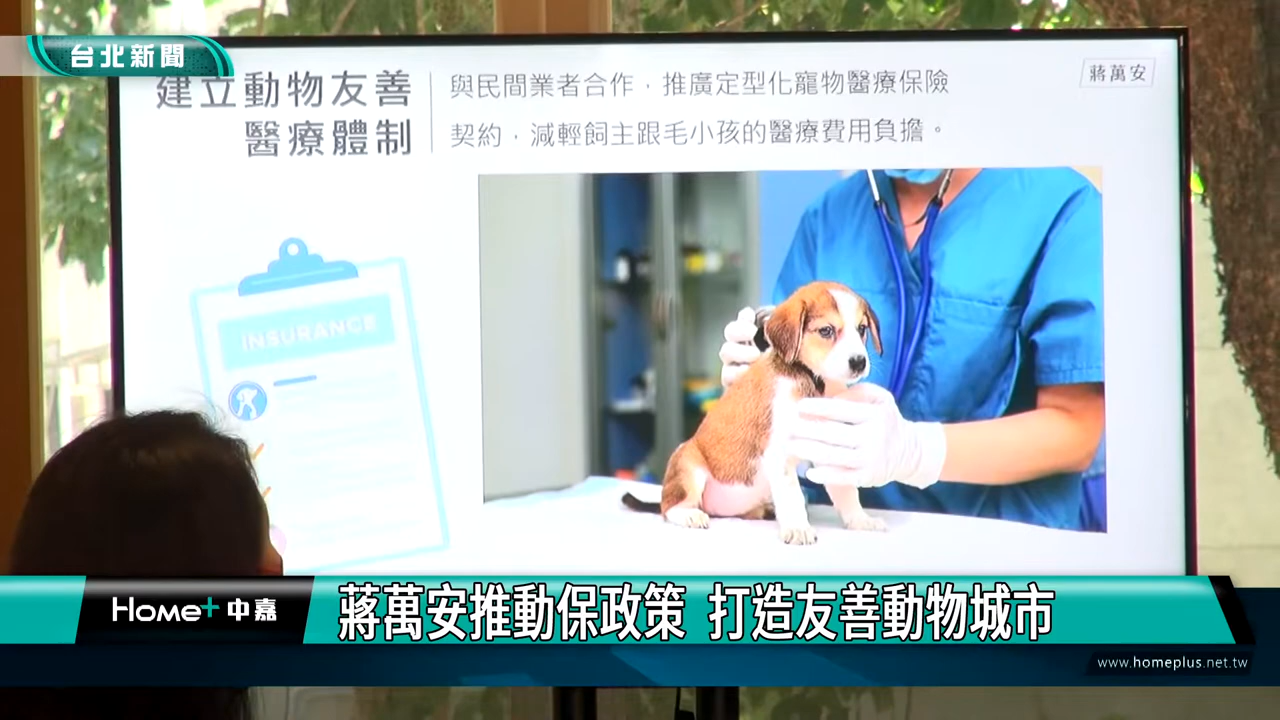 台北新聞
建立動物友善
醫療體制
與民間業者合作，推廣定型化寵物醫療保險
契約，減輕飼主跟毛小孩的醫療費用負擔。
蔣萬安
INSURANCE
Home+ 中嘉
蔣萬安推動保政策 打造友善動物城市
www.homeplus.net.tw